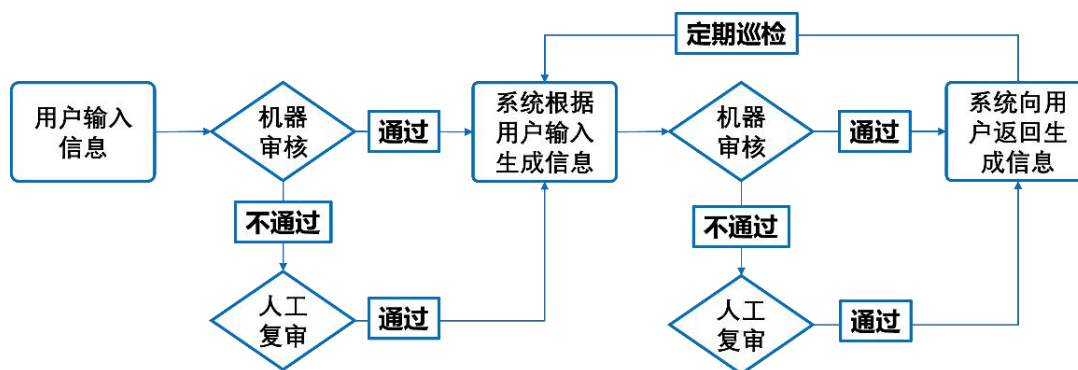 定期巡检
用户输入
信息
机器
审核
通过
系统根据
用户输入
生成信息
机器
审核
通过
系统向用
户返回生
成信息
不通过
不通过
人工
复审
通过
人工
复审
通过